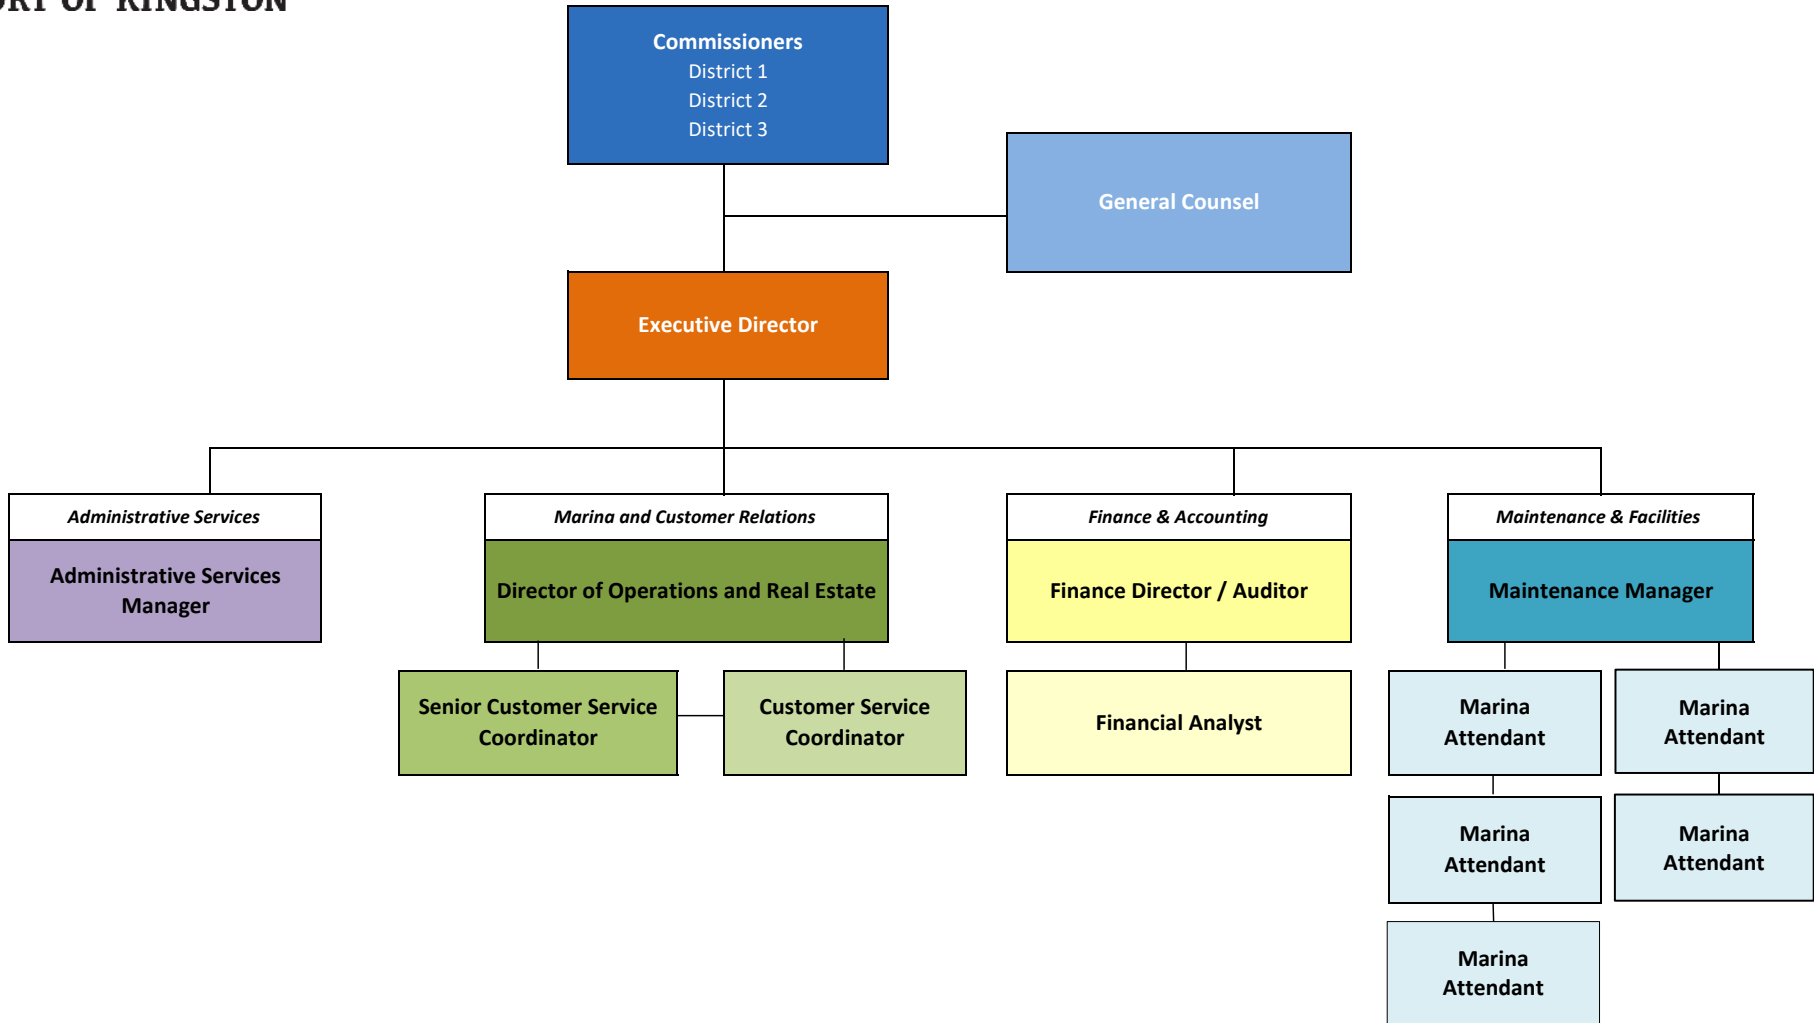 OF KINGSTON
Commissioners
District 1
District 2
District 3
General Counsel
Executive Director
Administrative Services
Administrative Services
Manager
Marina and Customer Relations
Director of Operations and Real Estate
Senior Customer Service
Coordinator
Customer Service
Coordinator
Finance & Accounting
Finance Director / Auditor
Financial Analyst
Maintenance & Facilities
Maintenance Manager
Marina
Attendant
Marina
Attendant
Marina
Attendant
Marina
Attendant
Marina
Attendant